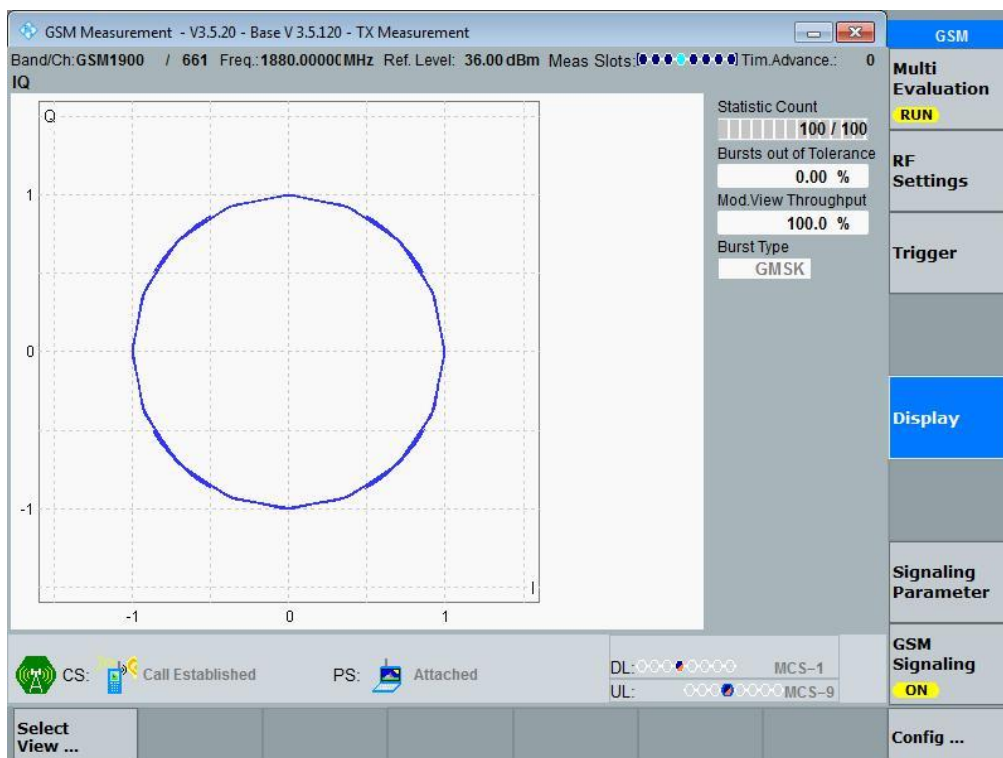 GSM Measurement - V3.5.20 - Base V 3.5.120 - TX Measurement
GSM
Band/Ch.:GSM1900 / 661 Freq.:1880.00000 MHz Ref. Level: 36.00 dBm Meas Slots: Tim.Advance.: 0
IQ
Multi
Evaluation
RUN
Q
Statistic Count
100 / 100
Bursts out of Tolerance
0.00 %
RF
Settings
1
Mod.View Throughput
100.0 %
Burst Type
GMSK
Trigger
0
Display
-1
I
-1 0 1
Signaling
Parameter
GSM
Signaling
ON
CS: Call Established PS: Attached
DL: MCS-1
UL: MCS-9
Select
View ...
Config ...